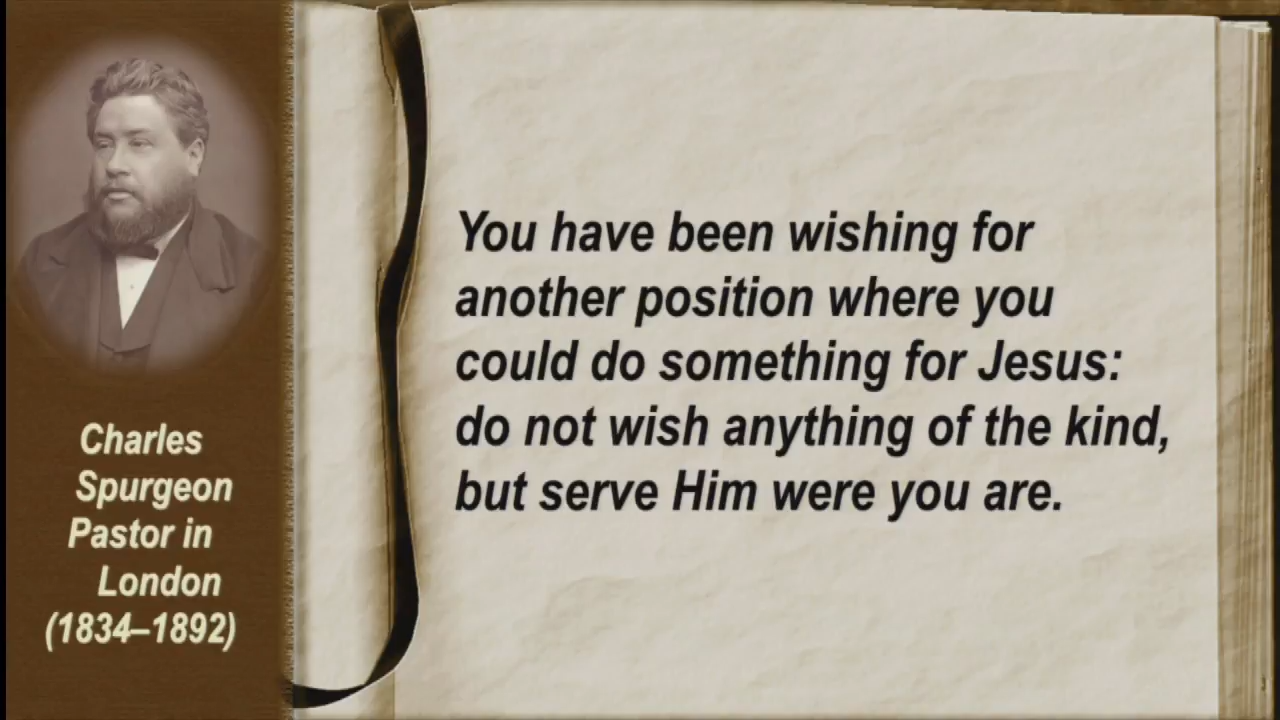 Charles
Spurgeon
Pastor in
London
(1834–1892)
You have been wishing for
another position where you
could do something for Jesus:
do not wish anything of the kind,
but serve Him were you are.